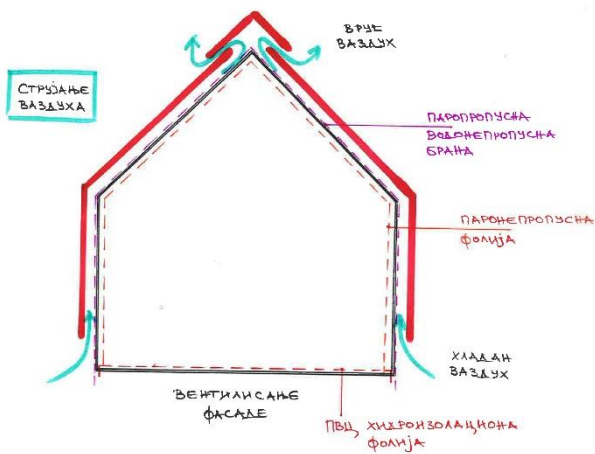 ВРУЋ
ВАЗДУХ
СТРУЈАЊЕ
ВАЗДУХА
ПАРОПРОПУСНА
ВОДОНЕПРОПУСНА
БРАНА
ПАРОНЕПРОПУСНА
ФОЛИЈА
ХЛАДАН
ВАЗДУХ
ВЕНТИЛИСАЊЕ
ФАСАДЕ
ПВЦ ХИДРОИЗОЛАЦИОНА
ФОЛИЈА